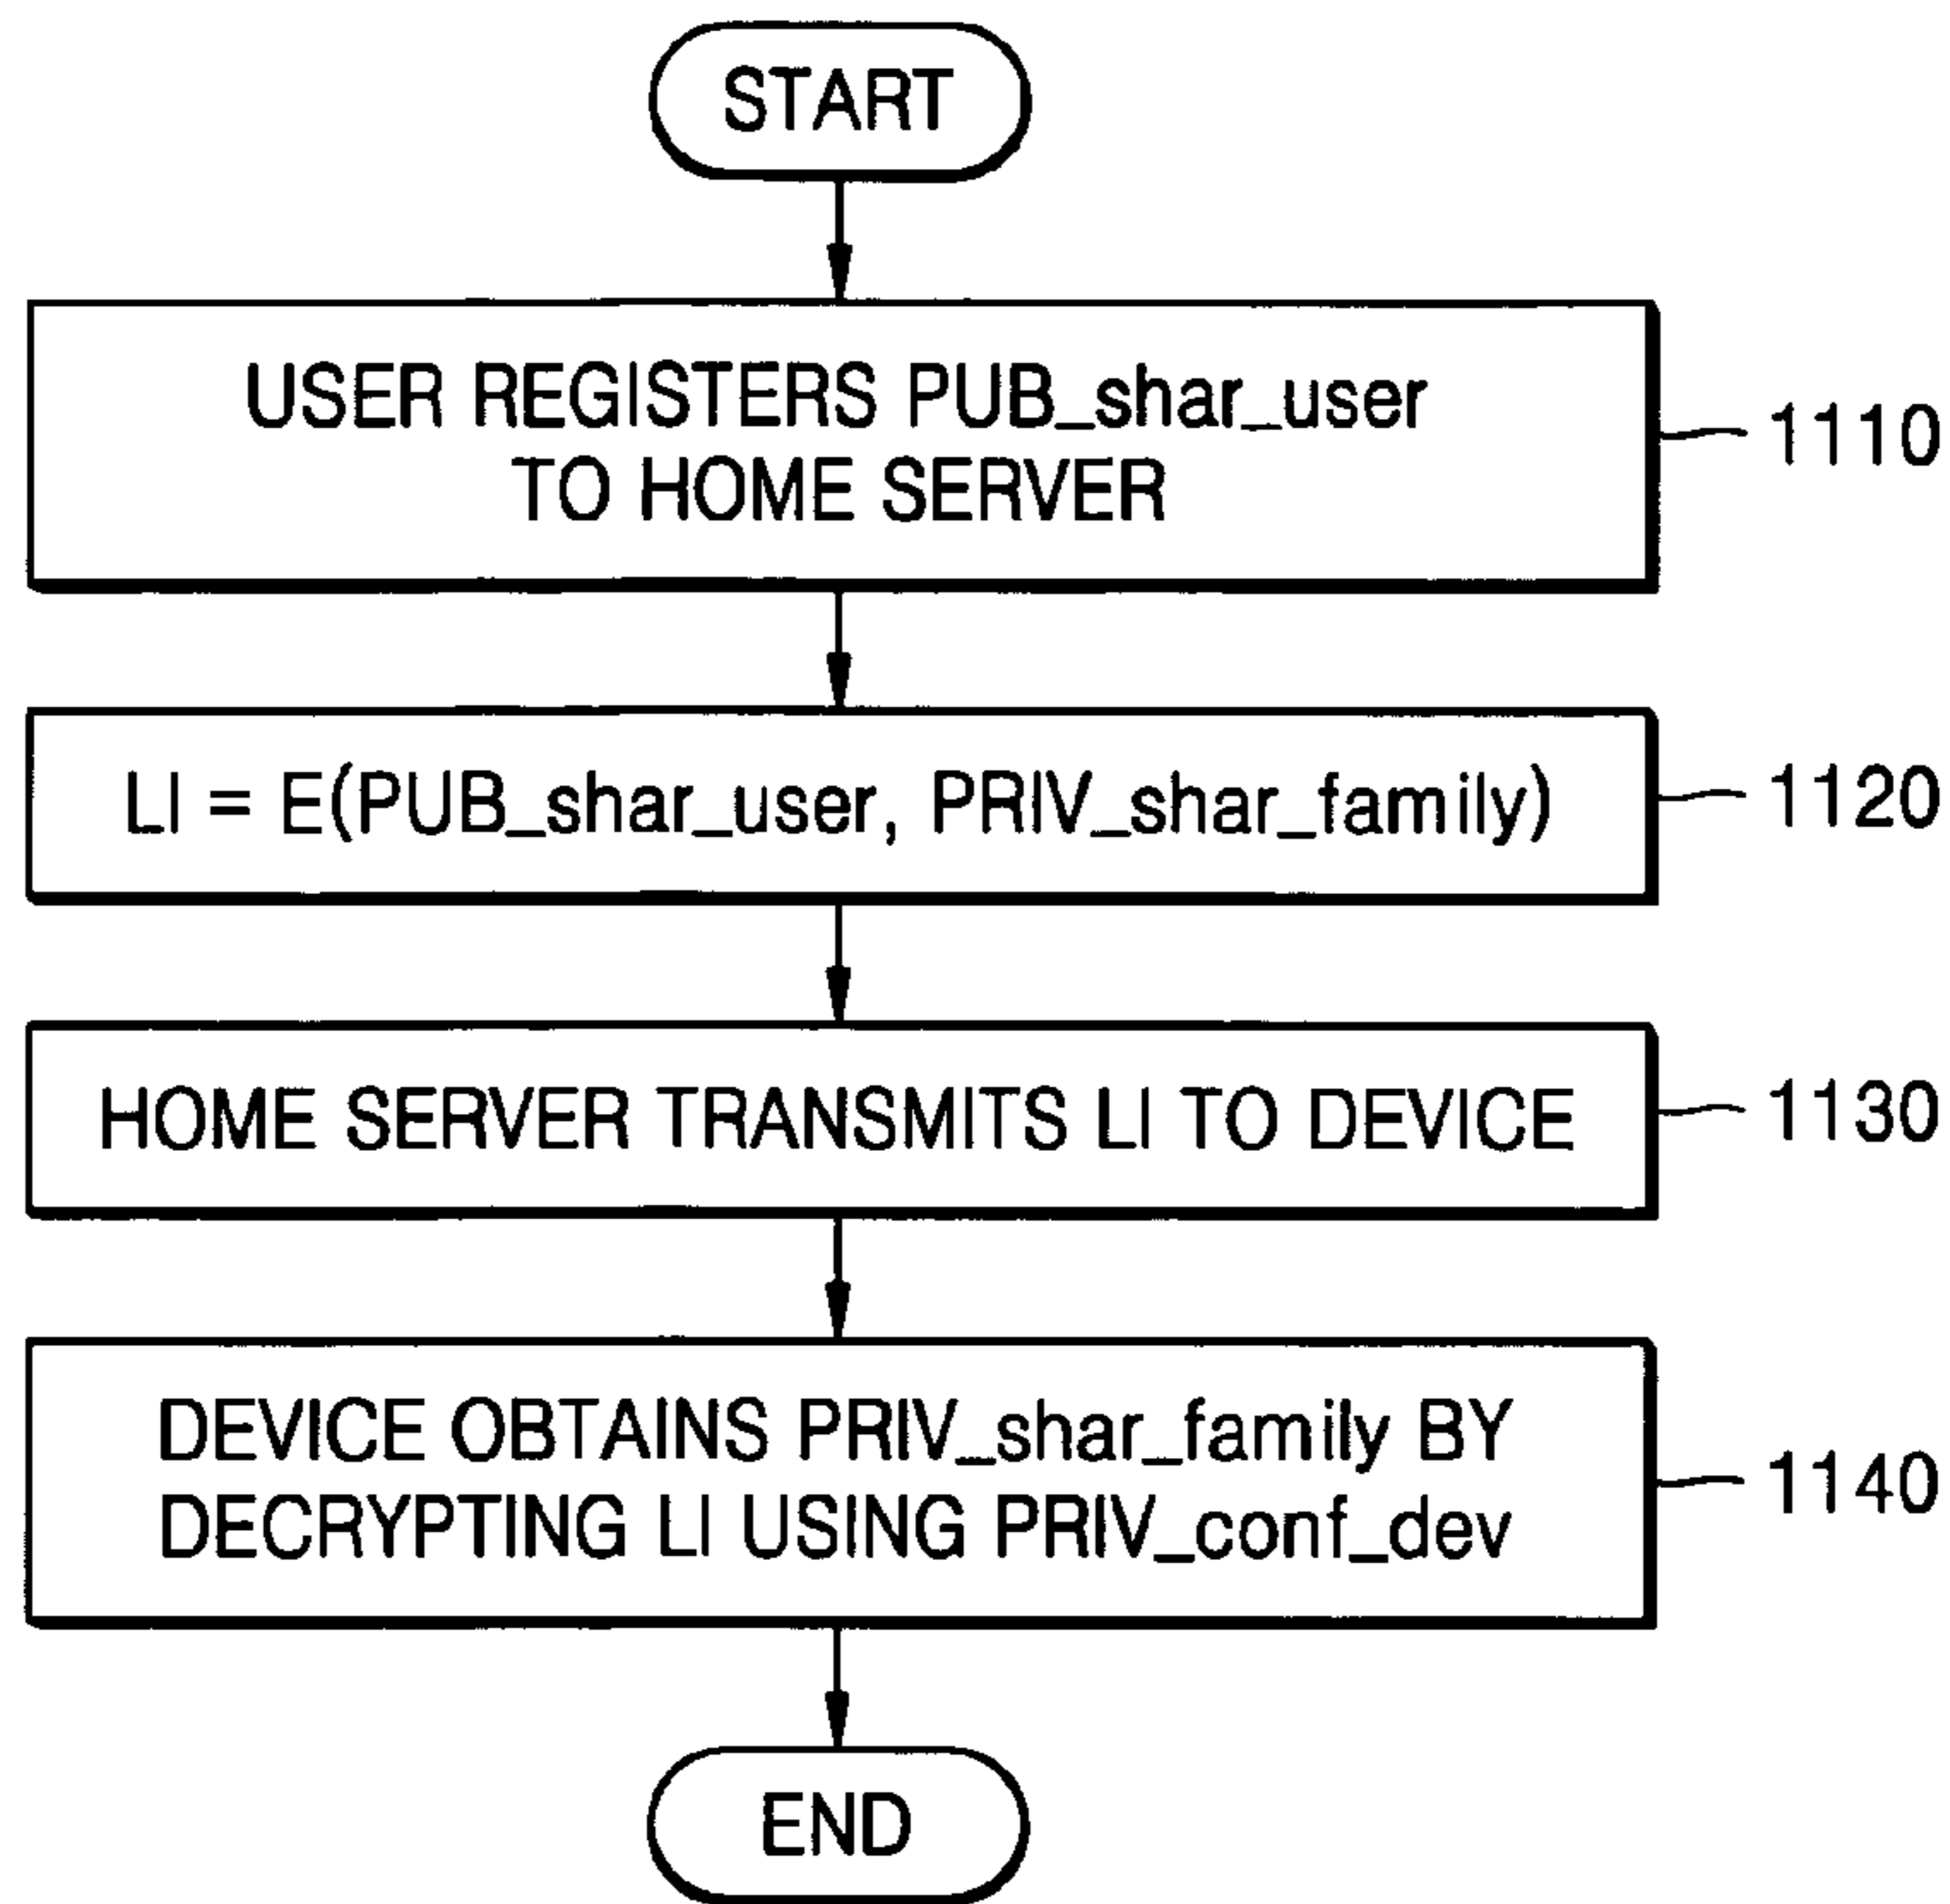 START
USER REGISTERS PUB_shar_user
TO HOME SERVER
1110
LI = E(PUB_shar_user, PRIV_shar_family)
1120
HOME SERVER TRANSMITS LI TO DEVICE
1130
DEVICE OBTAINS PRIV_shar_family BY
DECRYPTING LI USING PRIV_conf_dev
1140
END